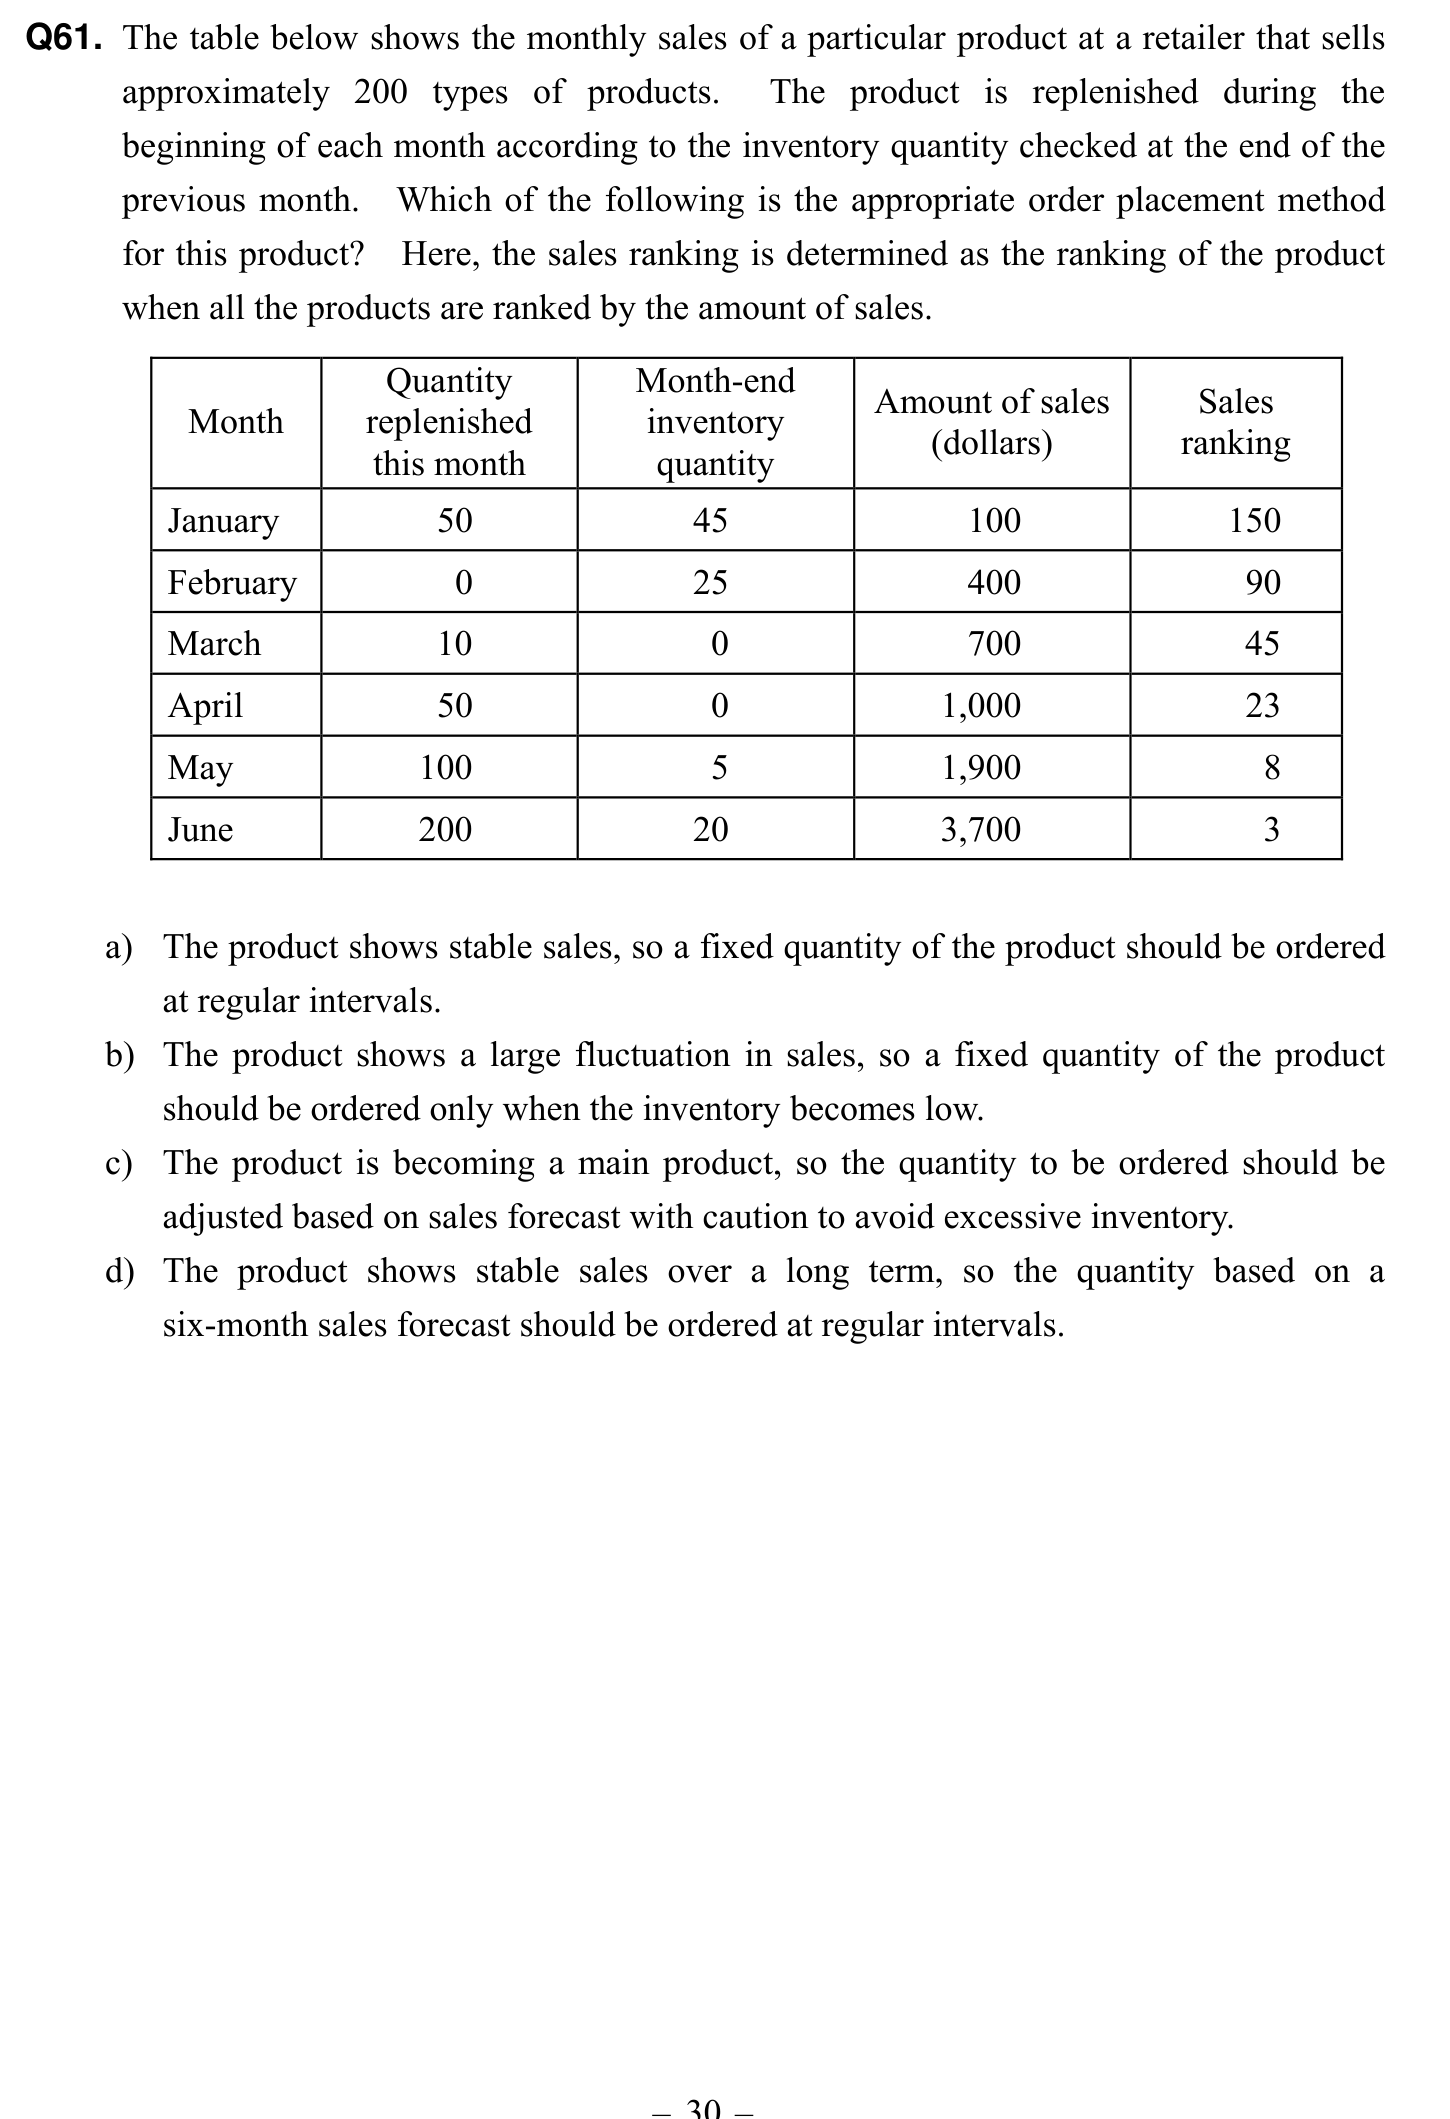 Q61. The table below shows the monthly sales of a particular product at a retailer that sells
approximately 200 types of products. The product is replenished during the
beginning of each month according to the inventory quantity checked at the end of the
previous month. Which of the following is the appropriate order placement method
for this product? Here, the sales ranking is determined as the ranking of the product
when all the products are ranked by the amount of sales.
Month Quantity replenished this month Month-end inventory quantity Amount of sales (dollars) Sales ranking
January 50 45 100 150
February 0 25 400 90
March 10 0 700 45
April 50 0 1,000 23
May 100 5 1,900 8
June 200 20 3,700 3
a) The product shows stable sales, so a fixed quantity of the product should be ordered
at regular intervals.
b) The product shows a large fluctuation in sales, so a fixed quantity of the product
should be ordered only when the inventory becomes low.
c) The product is becoming a main product, so the quantity to be ordered should be
adjusted based on sales forecast with caution to avoid excessive inventory.
d) The product shows stable sales over a long term, so the quantity based on a
six-month sales forecast should be ordered at regular intervals.
– 30 –